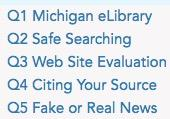 Q1 Michigan eLibrary
Q2 Safe Searching
Q3 Web Site Evaluation
Q4 Citing Your Source
Q5 Fake or Real News